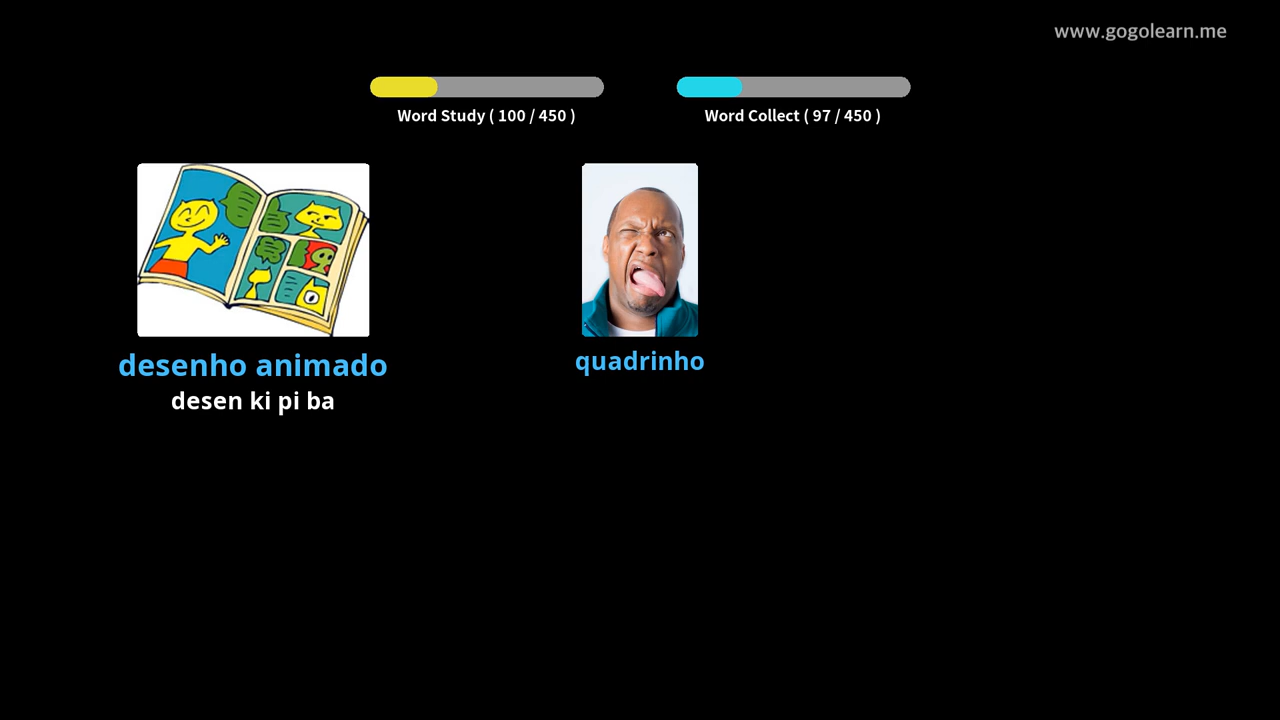 www.gogolearn.me
Word Study ( 100 / 450 )
Word Collect ( 97 / 450 )
desenho animado
desen ki pi ba
quadrinho